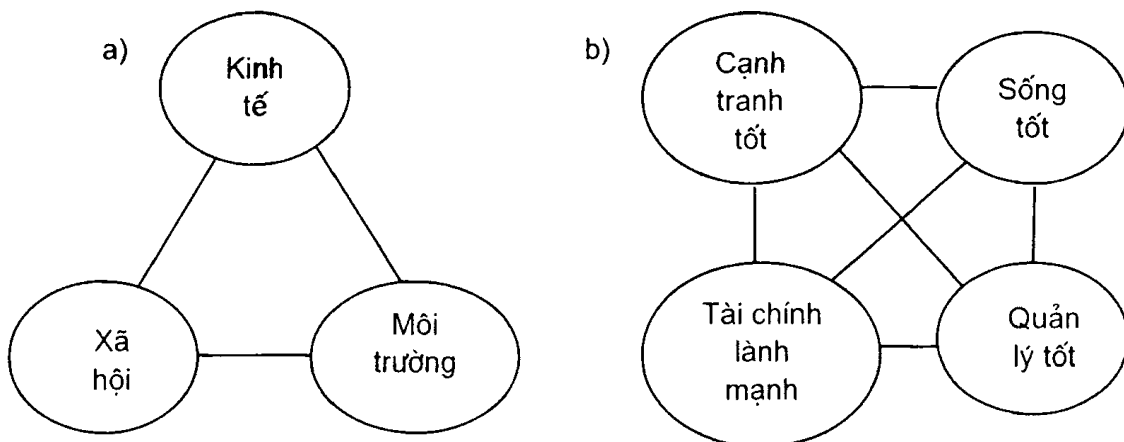 a)
Kinh
tế
Xã
hội
Môi
trường
b)
Cạnh
tranh
tốt
Sống
tốt
Tài chính
lành
mạnh
Quản
lý tốt